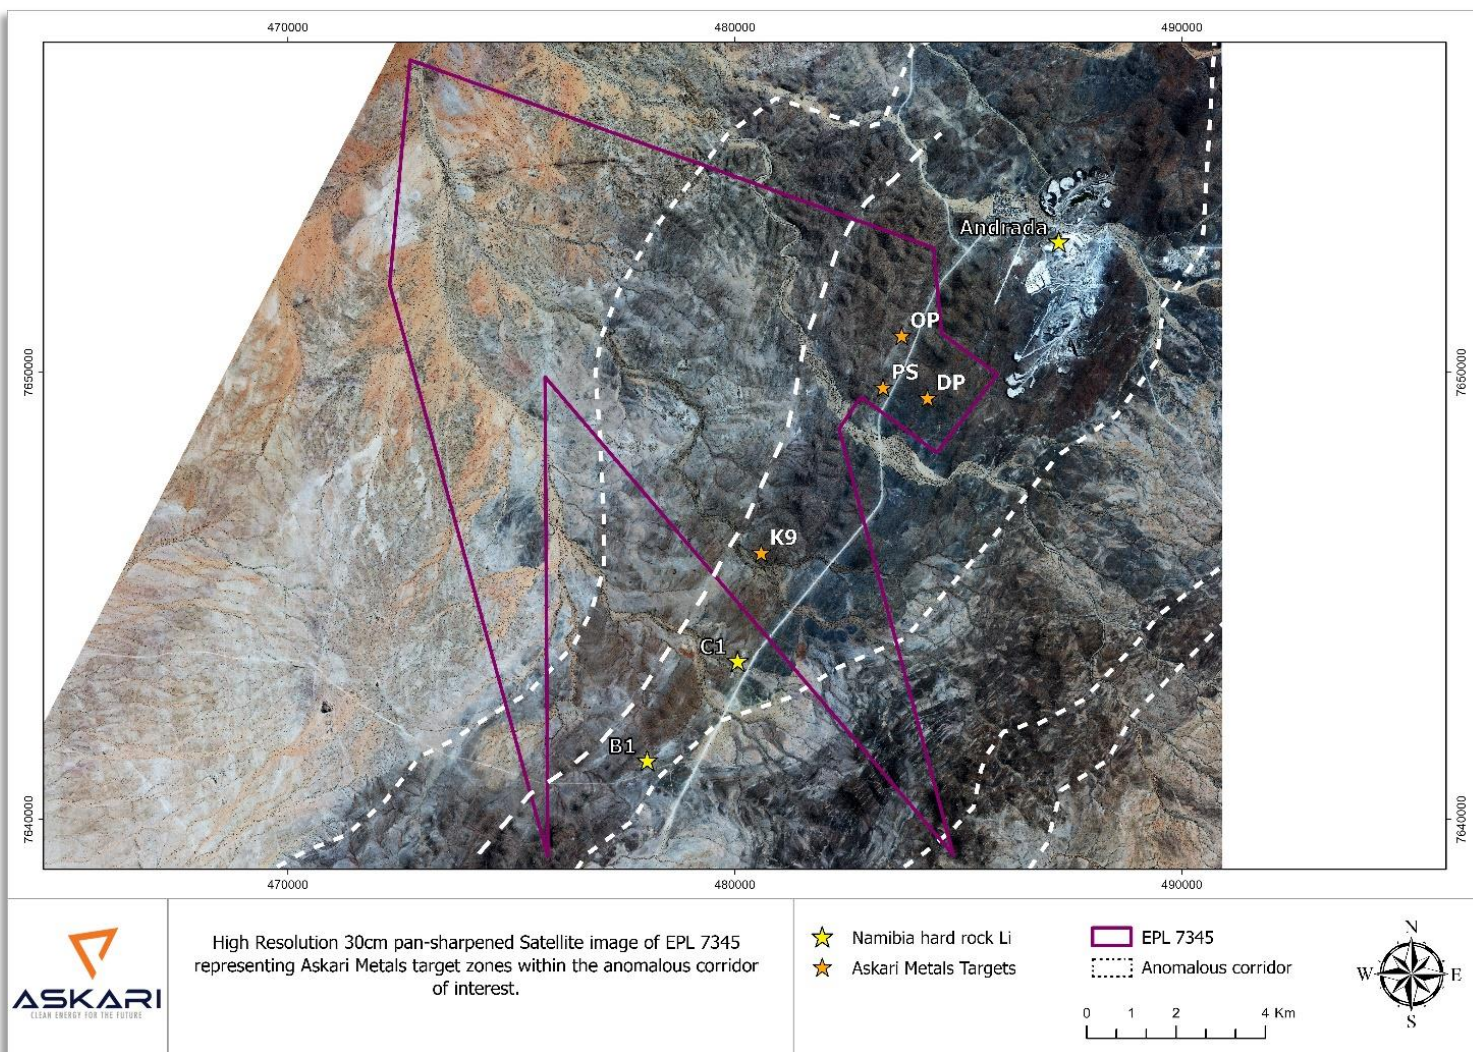 470000 480000 490000
Andrada
OP
7650000 7650000
PS
DP
K9
C1
B1
7640000 7640000
470000 480000 490000
ASKARI
CLEAN ENERGY FOR THE FUTURE
High Resolution 30cm pan-sharpened Satellite image of EPL 7345
representing Askari Metals target zones within the anomalous corridor
of interest.
Namibia hard rock Li
Askari Metals Targets
EPL 7345
Anomalous corridor
0 1 2 4 Km
N
W E
S